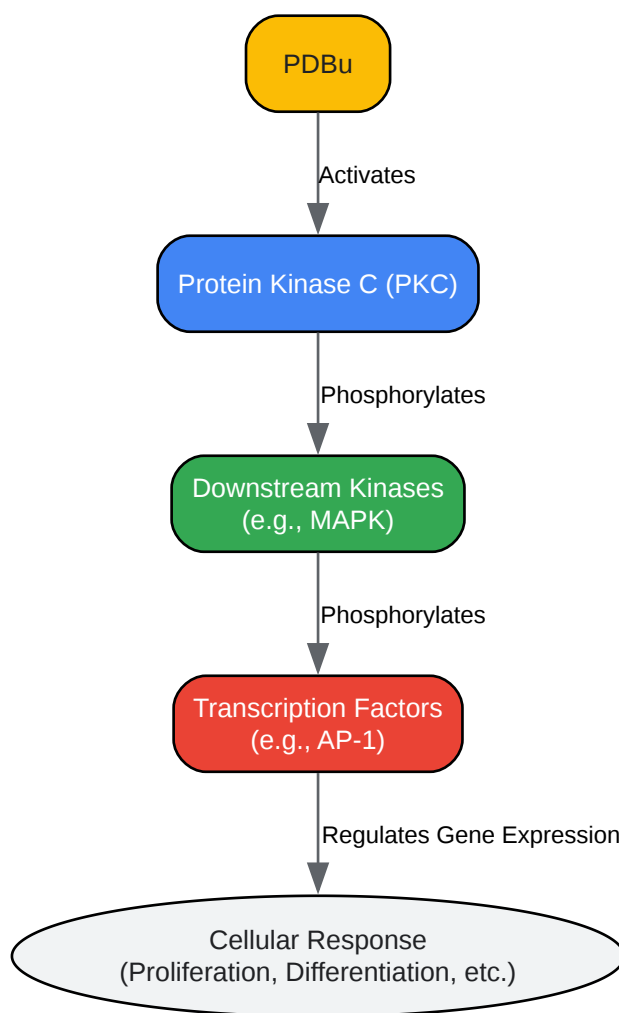 PDBu
Activates
Protein Kinase C (PKC)
Phosphorylates
Downstream Kinases
(e.g., MAPK)
Phosphorylates
Transcription Factors
(e.g., AP-1)
Regulates Gene Expression
Cellular Response
(Proliferation, Differentiation, etc.)